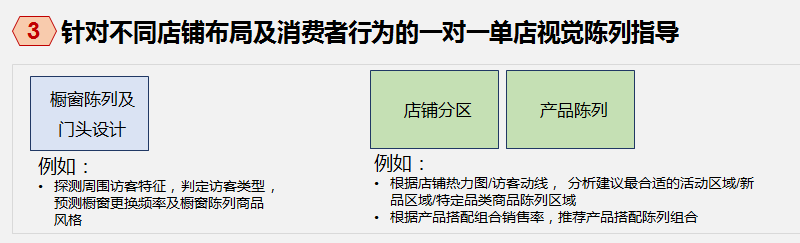 3 针对不同店铺布局及消费者行为的一对一单店视觉陈列指导
橱窗陈列及
门头设计
店铺分区
产品陈列
例如：
• 探测周围访客特征，判定访客类型，
预测橱窗更换频率及橱窗陈列商品
风格
例如：
• 根据店铺热力图/访客动线， 分析建议最合适的活动区域/新
品区域/特定品类商品陈列区域
• 根据产品搭配组合销售率，推荐产品搭配陈列组合